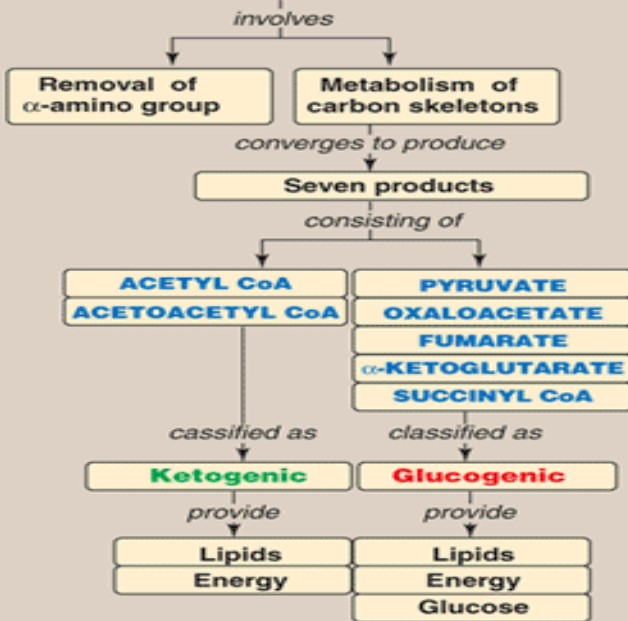 involves
Removal of
α-amino group
Metabolism of
carbon skeletons
converges to produce
Seven products
consisting of
ACETYL CoA
ACETOACETYL CoA
PYRUVATE
OXALOACETATE
FUMARATE
α-KETOGLUTARATE
SUCCINYL CoA
cassified as
classified as
Ketogenic
Glucogenic
provide
provide
Lipids
Energy
Lipids
Energy
Glucose